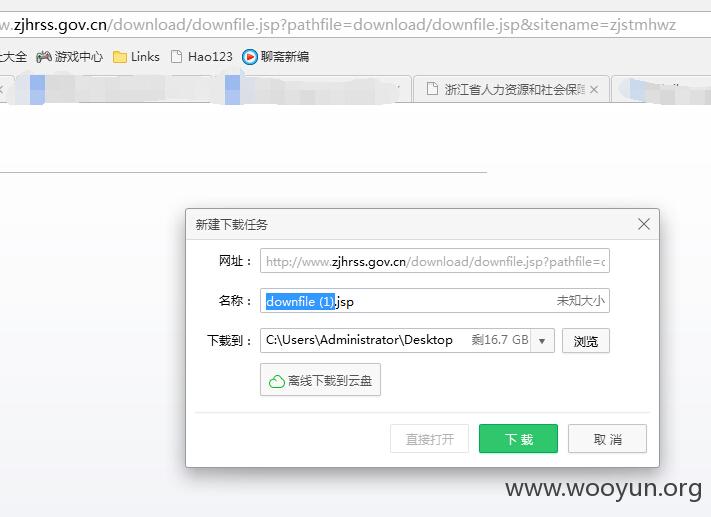 w.zjhrss.gov.cn/download/downfile.jsp?pathfile=download/downfile.jsp&sitename=zjstmhwz
大全 游戏中心 Links Hao123 聊斋新编
浙江省人力资源和社会保障
新建下载任务
网址： http://www.zjhrss.gov.cn/download/downfile.jsp?pathfile=
名称： downfile (1).jsp 未知大小
下载到： C:\Users\Administrator\Desktop 剩16.7 GB 浏览
离线下载到云盘
直接打开 下载 取消
www.wooyun.org